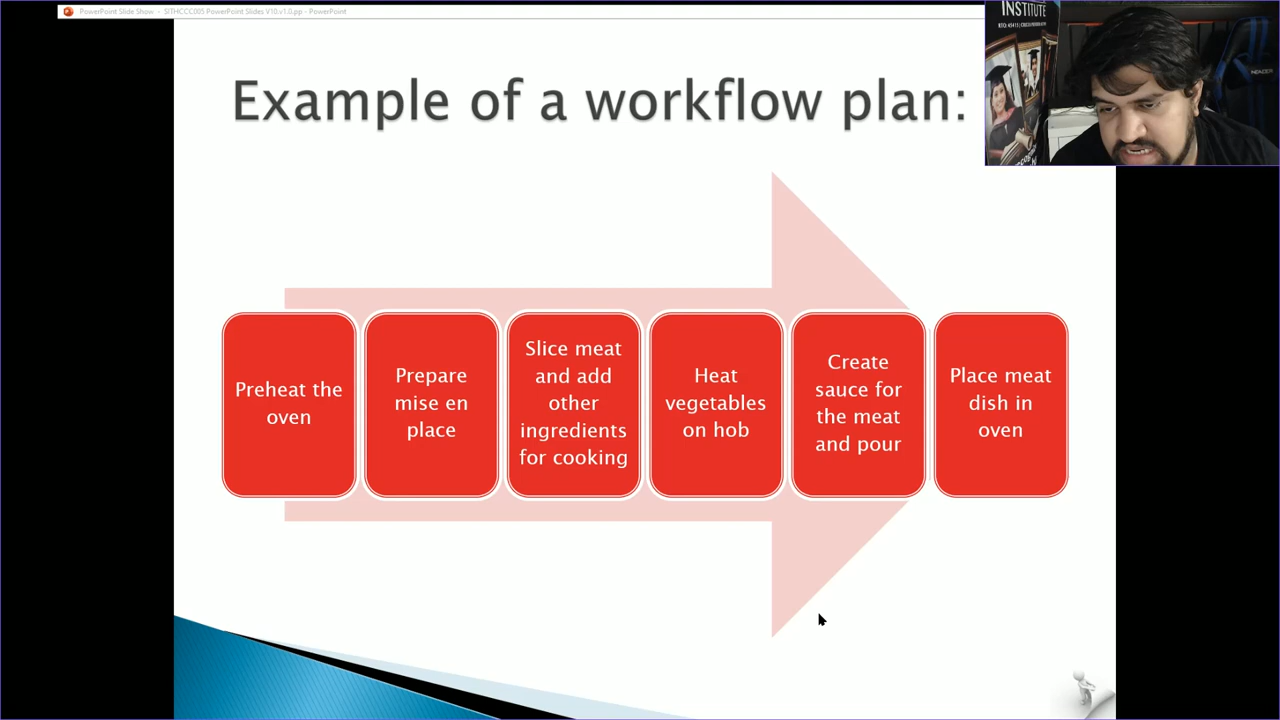 PowerPoint Slide Show - SITHCCC005 PowerPoint Slides V10.v1.0.pp - PowerPoint
INSTITUTE
Example of a workflow plan:
Preheat the
oven
Prepare
mise en
place
Slice meat
and add
other
ingredients
for cooking
Heat
vegetables
on hob
Create
sauce for
the meat
and pour
Place meat
dish in
oven